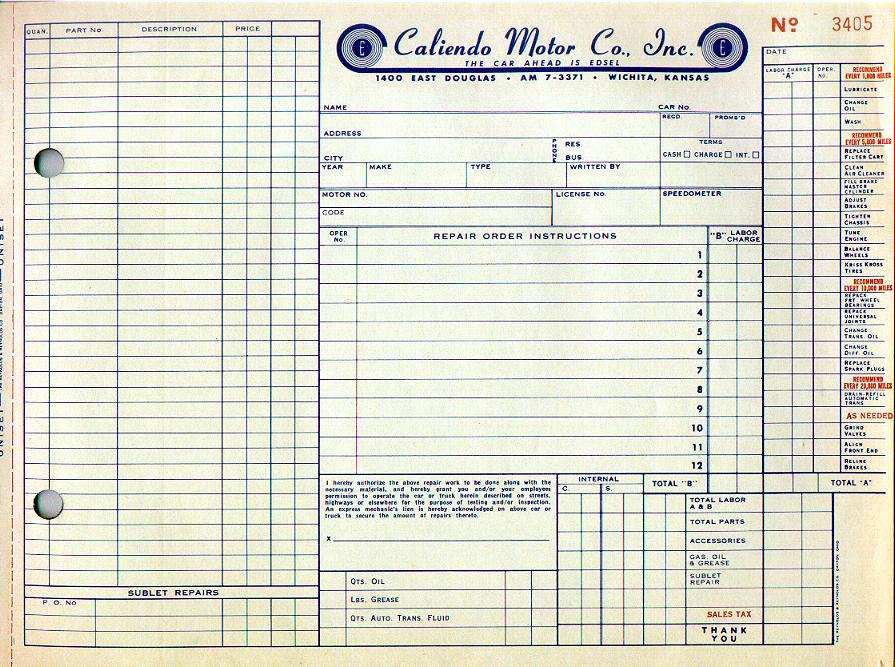 QUAN.
PART No
DESCRIPTION
PRICE
E
Caliendo Motor Co., Inc.
E
THE CAR AHEAD IS EDSEL
1400 EAST DOUGLAS • AM 7-3371 • WICHITA, KANSAS
No 3405
DATE
NAME
CAR No.
RECD.
PROMS'D
ADDRESS
PHONE
RES.
BUS.
TERMS
CASH CHARGE INT.
CITY
YEAR
MAKE
TYPE
WRITTEN BY
MOTOR NO.
LICENSE No.
SPEEDOMETER
CODE
OPER
No.
REPAIR ORDER INSTRUCTIONS
"B" LABOR
CHARGE
1
2
3
4
5
6
7
8
9
10
11
12
LABOR CHARGE
"A"
OPER.
No.
RECOMMEND
EVERY 1,000 MILES
LUBRICATE
CHANGE
OIL
WASH
RECOMMEND
EVERY 5,000 MILES
REPLACE
FILTER CART
CLEAN
AIR CLEANER
FILL BRAKE
MASTER
CYLINDER
ADJUST
BRAKES
TIGHTEN
CHASSIS
TUNE
ENGINE
BALANCE
WHEELS
KRISS KROSS
TIRES
RECOMMEND
EVERY 10,000 MILES
REPACK
FRT WHEEL
BEARINGS
REPACK
UNIVERSAL
JOINTS
CHANGE
TRANS. OIL
CHANGE
DIFF. OIL
REPLACE
SPARK PLUGS
RECOMMEND
EVERY 20,000 MILES
DRAIN-REFILL
AUTOMATIC
TRANS
AS NEEDED
GRIND
VALVES
ALIGN
FRONT END
RELINE
BRAKES
TOTAL "A"
I hereby authorize the above repair work to be done along with the
necessary material, and hereby grant you and/or your employees
permission to operate the car or truck herein described on streets,
highways or elsewhere for the purpose of testing and/or inspection.
An express mechanic's lien is hereby acknowledged on above car or
truck to secure the amount of repairs thereto.
X
INTERNAL
C.
S.
TOTAL "B"
TOTAL LABOR
A & B
TOTAL PARTS
ACCESSORIES
GAS, OIL
& GREASE
SUBLET
REPAIR
SALES TAX
THANK
YOU
QTS. OIL
LBS. GREASE
QTS. AUTO. TRANS. FLUID
SUBLET REPAIRS
P. O. No
UNISET
UNISET
THE REYNOLDS & REYNOLDS CO. DAYTON, OHIO